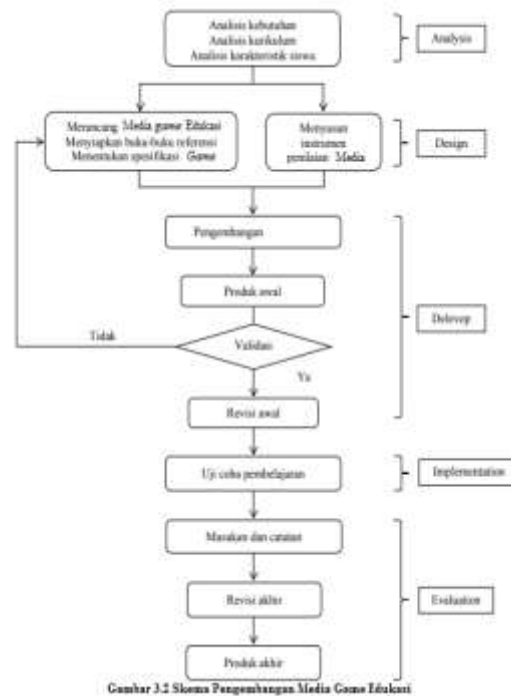 Analisis kebutuhan
Analisis kurikulum
Analisis karakteristik siswa
Analysis
Merancang Media game Edukasi
Menyiapkan buku-buku referensi
Menentukan spesifikasi Game
Menyusun
instrumen
penilaian Media
Design
Pengembangan
Produk awal
Tidak
Validasi
Ya
Delovep
Revisi awal
Uji coba pembelajaran
Implementation
Masukan dan catatan
Revisi akhir
Evaluation
Produk akhir
Gambar 3.2 Skema Pengembangan Media Game Edukasi